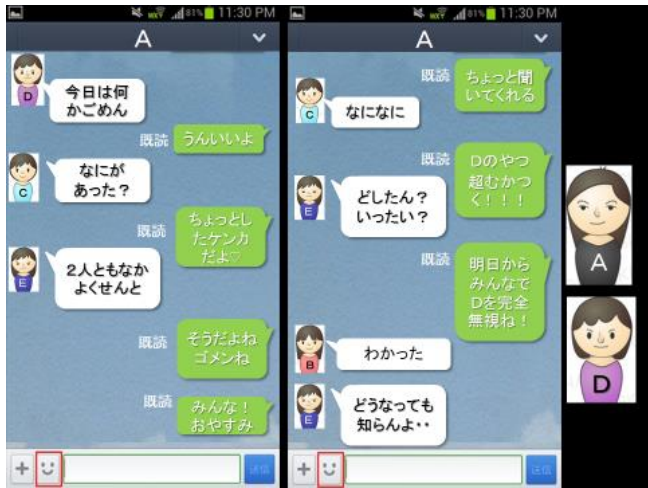 81% 11:30 PM
A
D
今日は何
かごめん
既読
うんいいよ
C
なにが
あった？
既読
ちょっとし
たケンカ
だよ♡
E
2人ともなか
よくせんと
既読
そうだよね
ゴメンね
既読
みんな！
おやすみ
+
送信
81% 11:30 PM
A
既読
ちょっと聞
いてくれる
C
なになに
既読
Dのやつ
超むかつ
く！！！
E
どしたん？
いったい？
既読
明日から
みんなで
Dを完全
無視ね！
B
わかった
E
どうなっても
知らんよ・・
+
送信
A
D